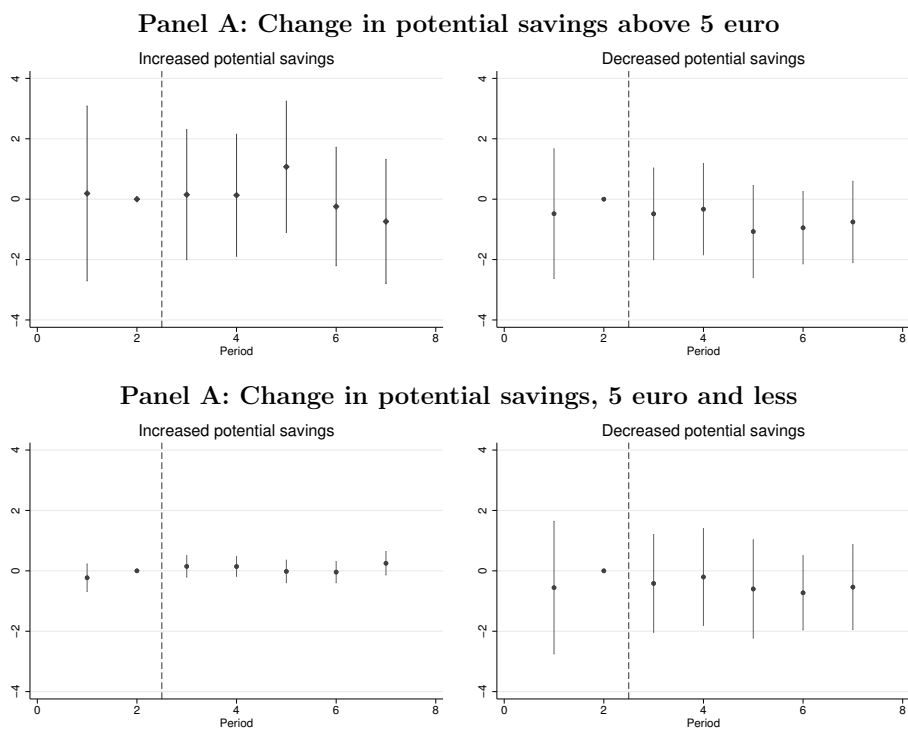 Panel A: Change in potential savings above 5 euro
Increased potential savings
4
2
0
−2
−4
0 2 4 6 8
Period
Decreased potential savings
4
2
0
−2
−4
0 2 4 6 8
Period
Panel A: Change in potential savings, 5 euro and less
Increased potential savings
4
2
0
−2
−4
0 2 4 6 8
Period
Decreased potential savings
4
2
0
−2
−4
0 2 4 6 8
Period